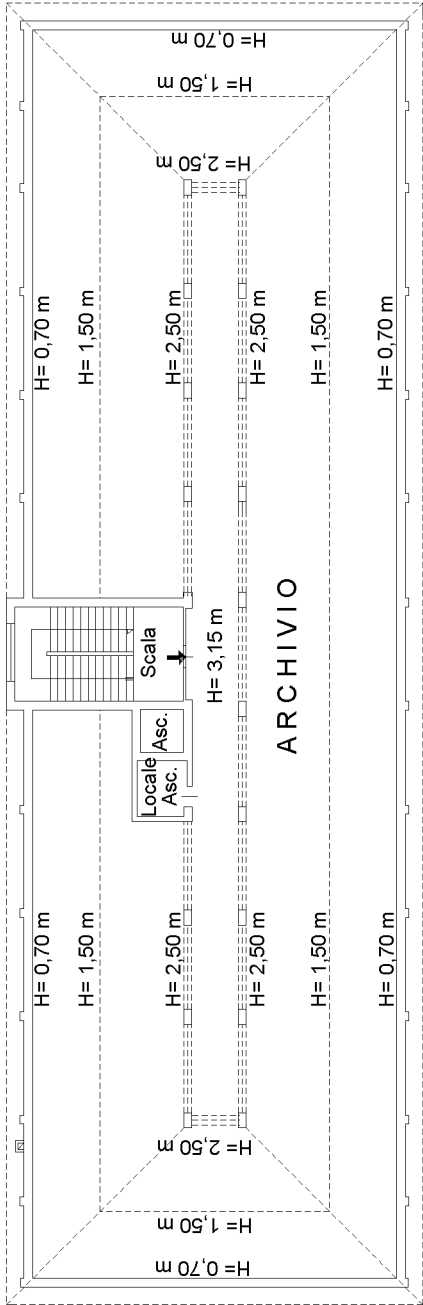 H= 0,70 m
H= 1,50 m
H= 2,50 m
H= 0,70 m
H= 1,50 m
H= 2,50 m
H= 2,50 m
H= 1,50 m
H= 0,70 m
Scala
H= 3,15 m
ARCHIVIO
Asc.
Locale
Asc.
H= 0,70 m
H= 1,50 m
H= 2,50 m
H= 2,50 m
H= 1,50 m
H= 0,70 m
H= 2,50 m
H= 1,50 m
H= 0,70 m